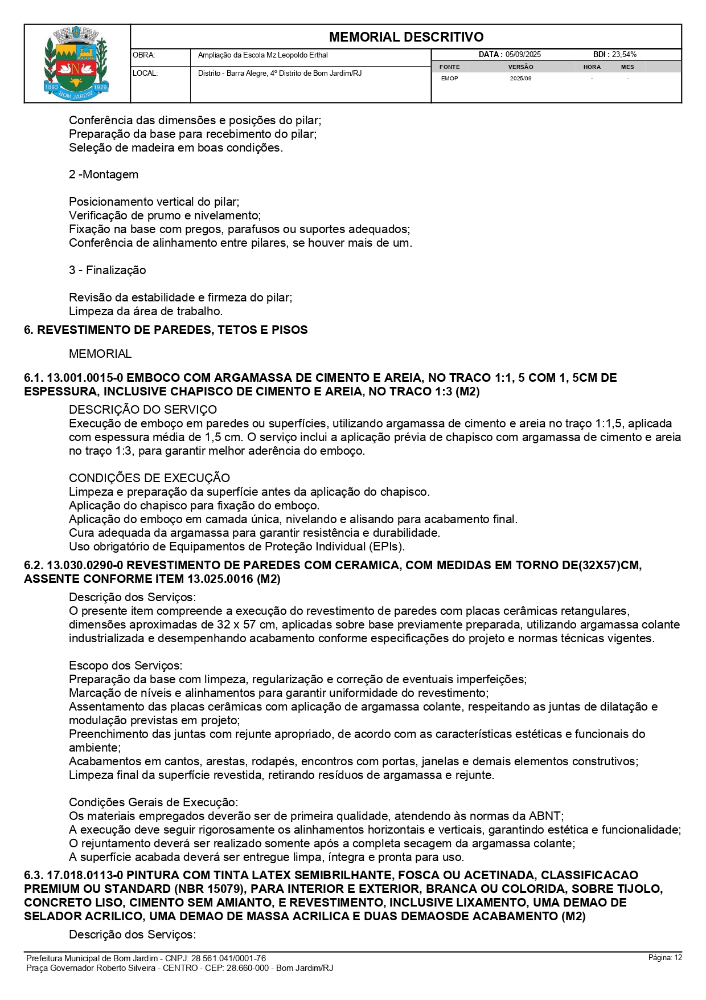 MEMORIAL DESCRITIVO
OBRA: Ampliação da Escola Mz Leopoldo Erthal
DATA : 05/09/2025 BDI : 23,54%
FONTE VERSÃO HORA MES
LOCAL: Distrito - Barra Alegre, 4º Distrito de Bom Jardim/RJ
EMOP 2025/09 - -
N
1893 1929
BOM JARDIM
Conferência das dimensões e posições do pilar;
Preparação da base para recebimento do pilar;
Seleção de madeira em boas condições.
2 -Montagem
Posicionamento vertical do pilar;
Verificação de prumo e nivelamento;
Fixação na base com pregos, parafusos ou suportes adequados;
Conferência de alinhamento entre pilares, se houver mais de um.
3 - Finalização
Revisão da estabilidade e firmeza do pilar;
Limpeza da área de trabalho.
6. REVESTIMENTO DE PAREDES, TETOS E PISOS
MEMORIAL
6.1. 13.001.0015-0 EMBOCO COM ARGAMASSA DE CIMENTO E AREIA, NO TRACO 1:1, 5 COM 1, 5CM DE
ESPESSURA, INCLUSIVE CHAPISCO DE CIMENTO E AREIA, NO TRACO 1:3 (M2)
DESCRIÇÃO DO SERVIÇO
Execução de emboço em paredes ou superfícies, utilizando argamassa de cimento e areia no traço 1:1,5, aplicada
com espessura média de 1,5 cm. O serviço inclui a aplicação prévia de chapisco com argamassa de cimento e areia
no traço 1:3, para garantir melhor aderência do emboço.
CONDIÇÕES DE EXECUÇÃO
Limpeza e preparação da superfície antes da aplicação do chapisco.
Aplicação do chapisco para fixação do emboço.
Aplicação do emboço em camada única, nivelando e alisando para acabamento final.
Cura adequada da argamassa para garantir resistência e durabilidade.
Uso obrigatório de Equipamentos de Proteção Individual (EPIs).
6.2. 13.030.0290-0 REVESTIMENTO DE PAREDES COM CERAMICA, COM MEDIDAS EM TORNO DE(32X57)CM,
ASSENTE CONFORME ITEM 13.025.0016 (M2)
Descrição dos Serviços:
O presente item compreende a execução do revestimento de paredes com placas cerâmicas retangulares,
dimensões aproximadas de 32 x 57 cm, aplicadas sobre base previamente preparada, utilizando argamassa colante
industrializada e desempenhando acabamento conforme especificações do projeto e normas técnicas vigentes.
Escopo dos Serviços:
Preparação da base com limpeza, regularização e correção de eventuais imperfeições;
Marcação de níveis e alinhamentos para garantir uniformidade do revestimento;
Assentamento das placas cerâmicas com aplicação de argamassa colante, respeitando as juntas de dilatação e
modulação previstas em projeto;
Preenchimento das juntas com rejunte apropriado, de acordo com as características estéticas e funcionais do
ambiente;
Acabamentos em cantos, arestas, rodapés, encontros com portas, janelas e demais elementos construtivos;
Limpeza final da superfície revestida, retirando resíduos de argamassa e rejunte.
Condições Gerais de Execução:
Os materiais empregados deverão ser de primeira qualidade, atendendo às normas da ABNT;
A execução deve seguir rigorosamente os alinhamentos horizontais e verticais, garantindo estética e funcionalidade;
O rejuntamento deverá ser realizado somente após a completa secagem da argamassa colante;
A superfície acabada deverá ser entregue limpa, íntegra e pronta para uso.
6.3. 17.018.0113-0 PINTURA COM TINTA LATEX SEMIBRILHANTE, FOSCA OU ACETINADA, CLASSIFICACAO
PREMIUM OU STANDARD (NBR 15079), PARA INTERIOR E EXTERIOR, BRANCA OU COLORIDA, SOBRE TIJOLO,
CONCRETO LISO, CIMENTO SEM AMIANTO, E REVESTIMENTO, INCLUSIVE LIXAMENTO, UMA DEMAO DE
SELADOR ACRILICO, UMA DEMAO DE MASSA ACRILICA E DUAS DEMAOSDE ACABAMENTO (M2)
Descrição dos Serviços:
Prefeitura Municipal de Bom Jardim - CNPJ: 28.561.041/0001-76
Praça Governador Roberto Silveira - CENTRO - CEP: 28.660-000 - Bom Jardim/RJ
Página: 12